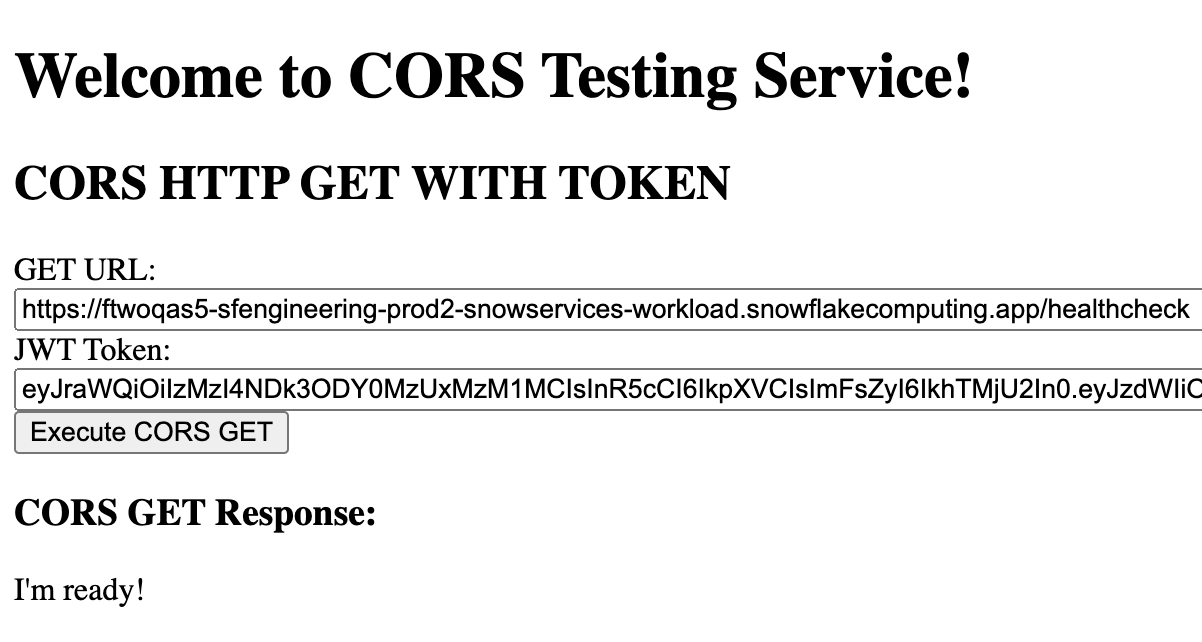 Welcome to CORS Testing Service!
CORS HTTP GET WITH TOKEN
GET URL:
https://ftwoqas5-sfengineering-prod2-snowservices-workload.snowflakecomputing.app/healthcheck
JWT Token:
eyJraWQiOiIzMzI4NDk3ODY0MzUxMzM1MCIsInR5cCI6IkpXVCIsImFsZyI6IkhTMjU2In0.eyJzdWIiO
Execute CORS GET
CORS GET Response:
I'm ready!